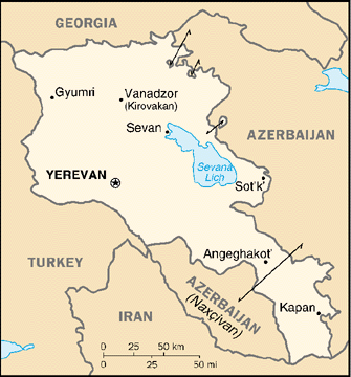 GEORGIA
Gyumri
Vanadzor
(Kirovakan)
Sevan
AZERBAIJAN
Sevana
Lich
YEREVAN
Sot'k'
Angeghakot'
TURKEY
AZERBAIJAN
(Naxçivan)
IRAN
Kapan
0 25 50 km
0 25 50 mi